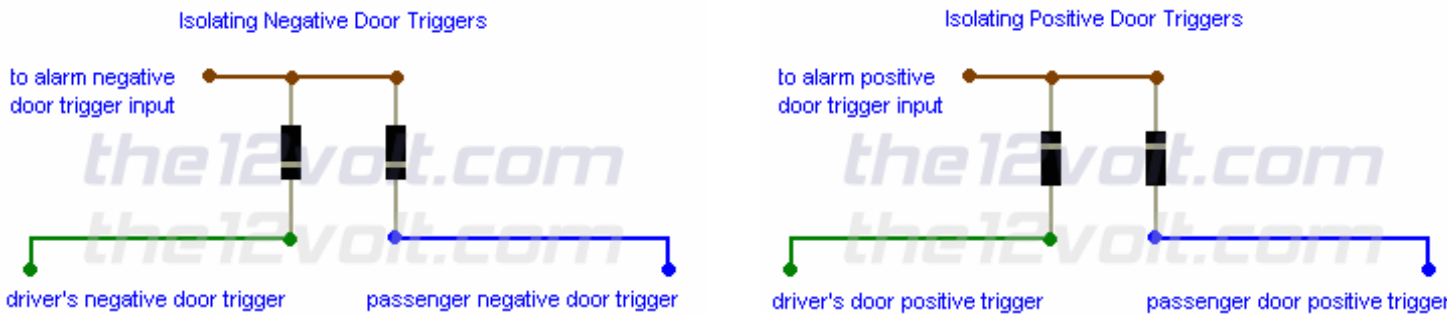 Isolating Negative Door Triggers
to alarm negative
door trigger input
the12volt.com
the12volt.com
driver's negative door trigger
passenger negative door trigger
Isolating Positive Door Triggers
to alarm positive
door trigger input
the12volt.com
the12volt.com
driver's door positive trigger
passenger door positive trigger